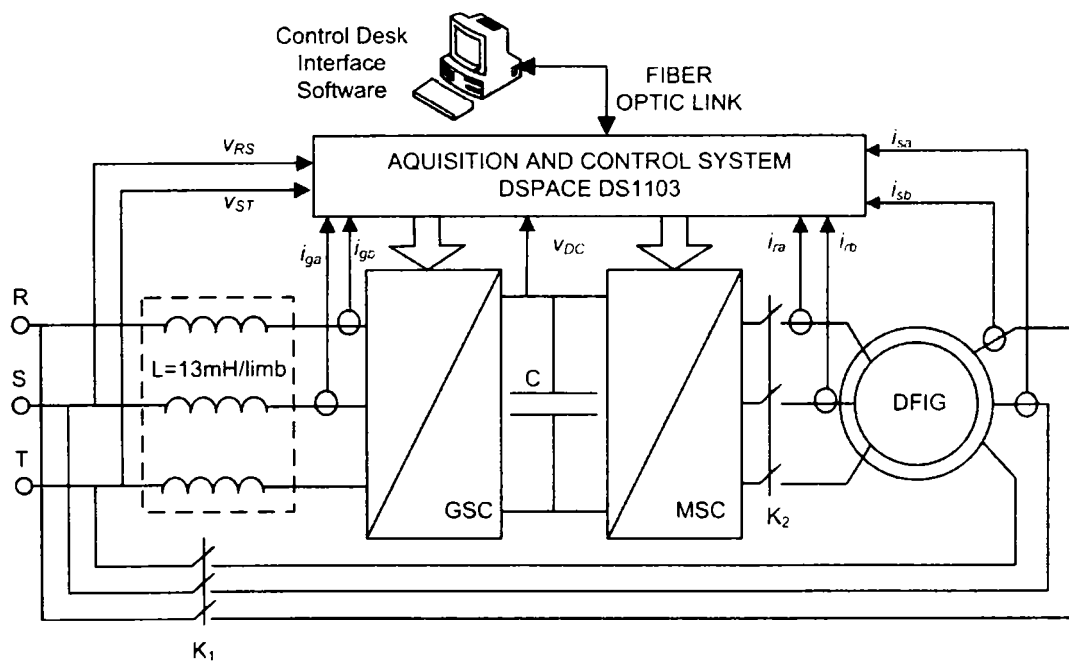 Control Desk
Interface
Software
FIBER
OPTIC LINK
AQUISITION AND CONTROL SYSTEM
DSPACE DS1103
vRS
vST
isa
isb
iga
igb
vDC
ira
irb
R
S
T
L=13mH/limb
C
GSC
MSC
DFIG
K2
K1